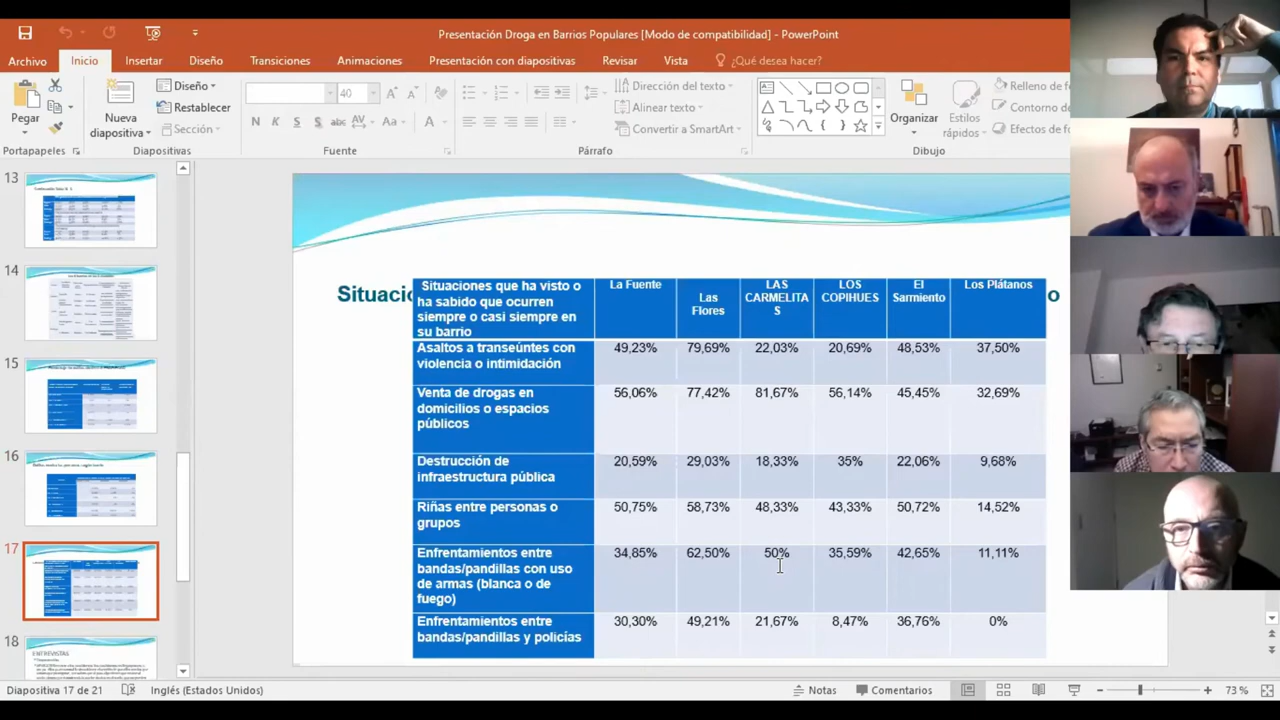 Presentación Droga en Barrios Populares [Modo de compatibilidad] - PowerPoint
Archivo Inicio Insertar Diseño Transiciones Animaciones Presentación con diapositivas Revisar Vista ¿Qué desea hacer?
Pegar
Portapapeles
Nueva diapositiva
Diseño
Restablecer
Sección
Diapositivas
40
N K S S abc AV Aa A
Fuente
Dirección del texto
Alinear texto
Convertir a SmartArt
Párrafo
Organizar
Estilos rápidos
Relleno de
Contorno de
Efectos de
Dibujo
13
14
15
16
17
18
ENTREVISTAS
Situaci
o
Situaciones que ha visto o
ha sabido que ocurren
siempre o casi siempre en
su barrio
La Fuente
Las
Flores
LAS
CARMELITA
S
LOS
COPIHUES
El
Sarmiento
Los Plátanos
Asaltos a transeúntes con
violencia o intimidación
49,23% 79,69% 22,03% 20,69% 48,53% 37,50%
Venta de drogas en
domicilios o espacios
públicos
56,06% 77,42% 81,67% 56,14% 45,45% 32,69%
Destrucción de
infraestructura pública
20,59% 29,03% 18,33% 35% 22,06% 9,68%
Riñas entre personas o
grupos
50,75% 58,73% 48,33% 43,33% 50,72% 14,52%
Enfrentamientos entre
bandas/pandillas con uso
de armas (blanca o de
fuego)
34,85% 62,50% 50% 35,59% 42,65% 11,11%
Enfrentamientos entre
bandas/pandillas y policías
30,30% 49,21% 21,67% 8,47% 36,76% 0%
Diapositiva 17 de 21 Inglés (Estados Unidos) Notas Comentarios 73 %